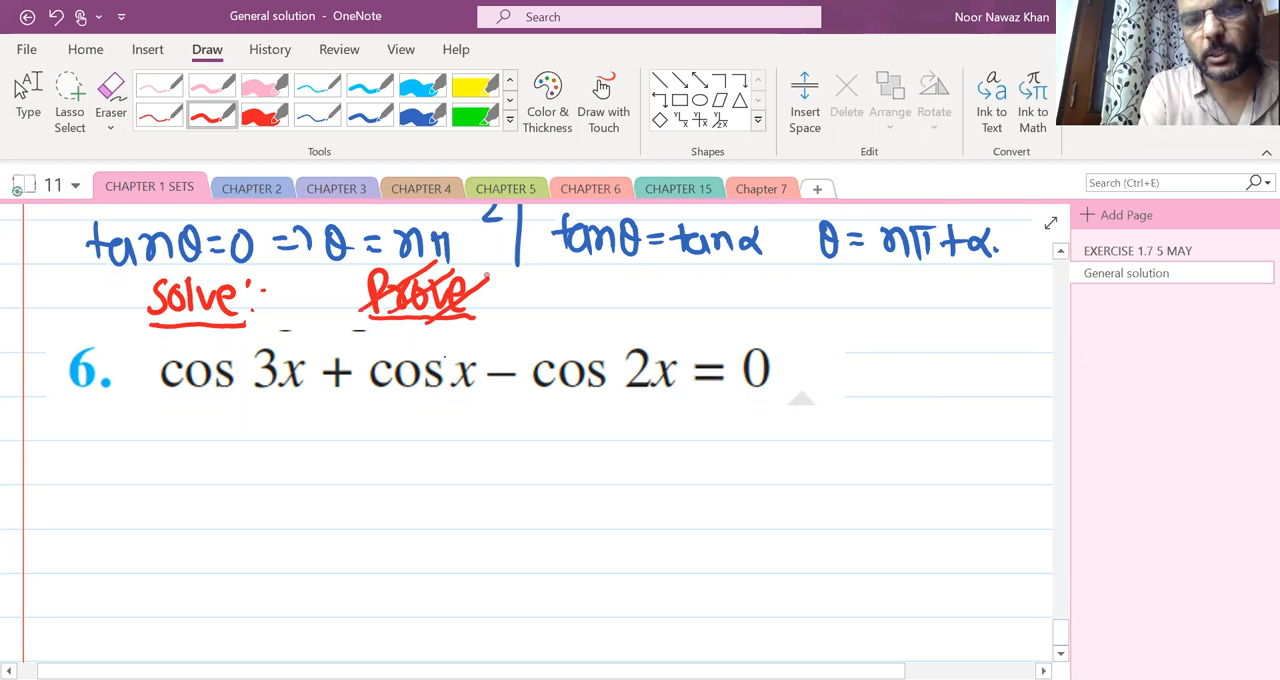 General solution - OneNote
Search
Noor Nawaz Khan
File Home Insert Draw History Review View Help
Type
Lasso Select
Eraser
Color & Thickness
Draw with Touch
Insert Space
Delete
Arrange
Rotate
Ink to Text
Ink to Math
Tools
Shapes
Edit
Convert
11
CHAPTER 1 SETS
CHAPTER 2
CHAPTER 3
CHAPTER 4
CHAPTER 5
CHAPTER 6
CHAPTER 15
Chapter 7
+
Search (Ctrl+E)
Add Page
EXERCISE 1.7 5 MAY
General solution
tanθ=0 => θ = nπ | tanθ = tanα θ = nπ+α.
Solve: Prove
6. cos 3x + cos x – cos 2x = 0